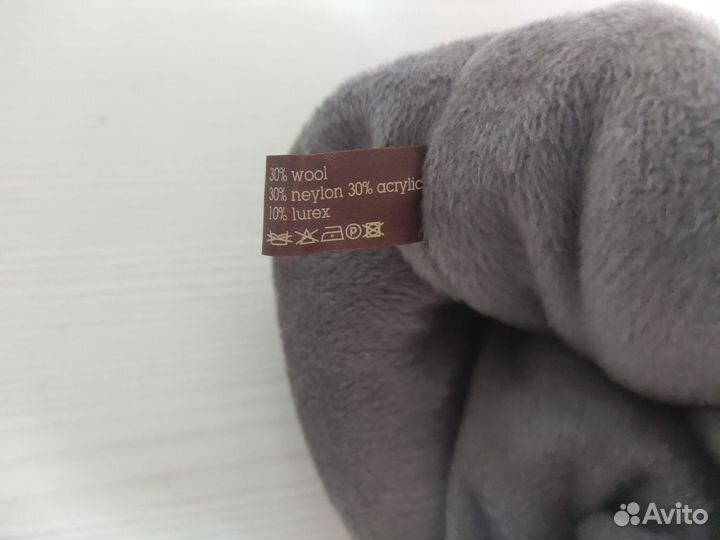 30% wool
30% neylon 30% acrylic
10% lurex
P
Avito